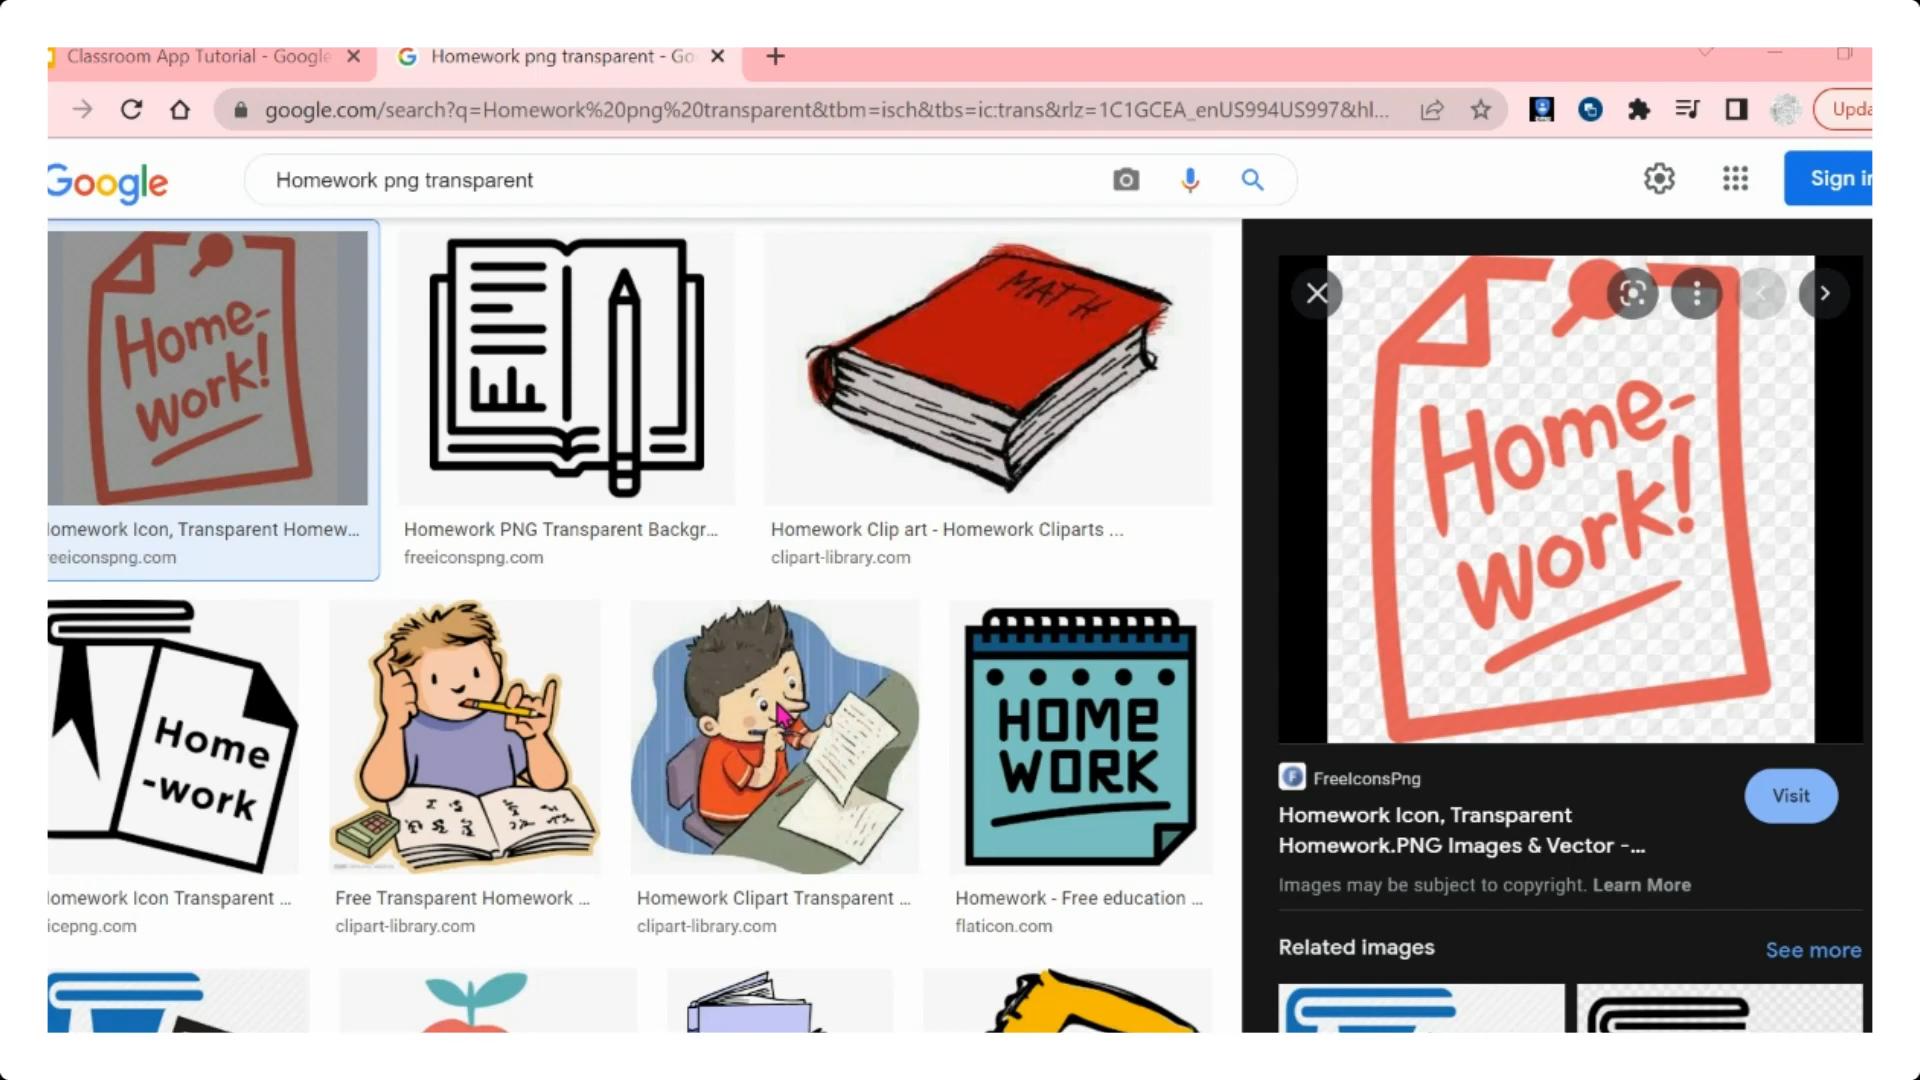 Classroom App Tutorial - Google
Homework png transparent - Go
google.com/search?q=Homework%20png%20transparent&tbm=isch&tbs=ic:trans&rlz=1C1GCEA_enUS994US997&hl...
Upda
Google
Homework png transparent
Sign in
Home-
work!
MATH
Home-
work!
omework Icon, Transparent Homew...
reeiconspng.com
Homework PNG Transparent Backgr...
freeiconspng.com
Homework Clip art - Homework Cliparts ...
clipart-library.com
Home
-work
HOME
WORK
FreeIconsPng
Visit
Homework Icon, Transparent
Homework.PNG Images & Vector -...
Images may be subject to copyright. Learn More
omework Icon Transparent ...
icepng.com
Free Transparent Homework ...
clipart-library.com
Homework Clipart Transparent ...
clipart-library.com
Homework - Free education ...
flaticon.com
Related images
See more